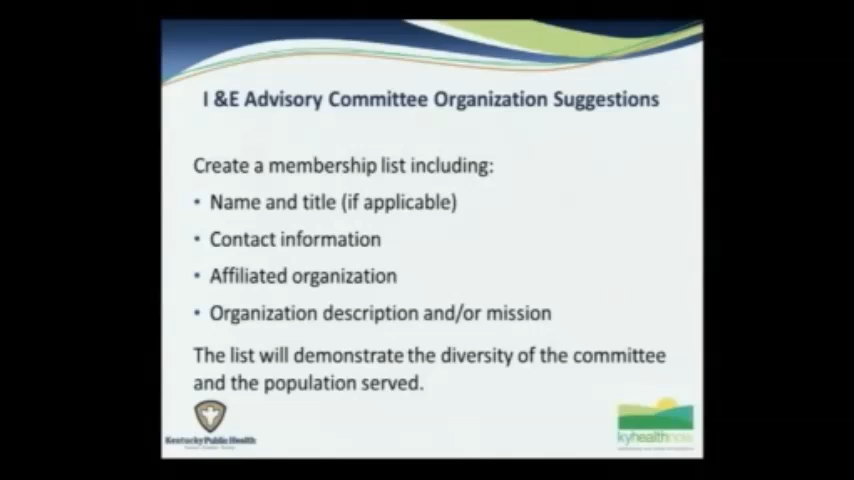 I &E Advisory Committee Organization Suggestions
Create a membership list including:
• Name and title (if applicable)
• Contact information
• Affiliated organization
• Organization description and/or mission
The list will demonstrate the diversity of the committee
and the population served.
Kentucky Public Health
kyhealthnow